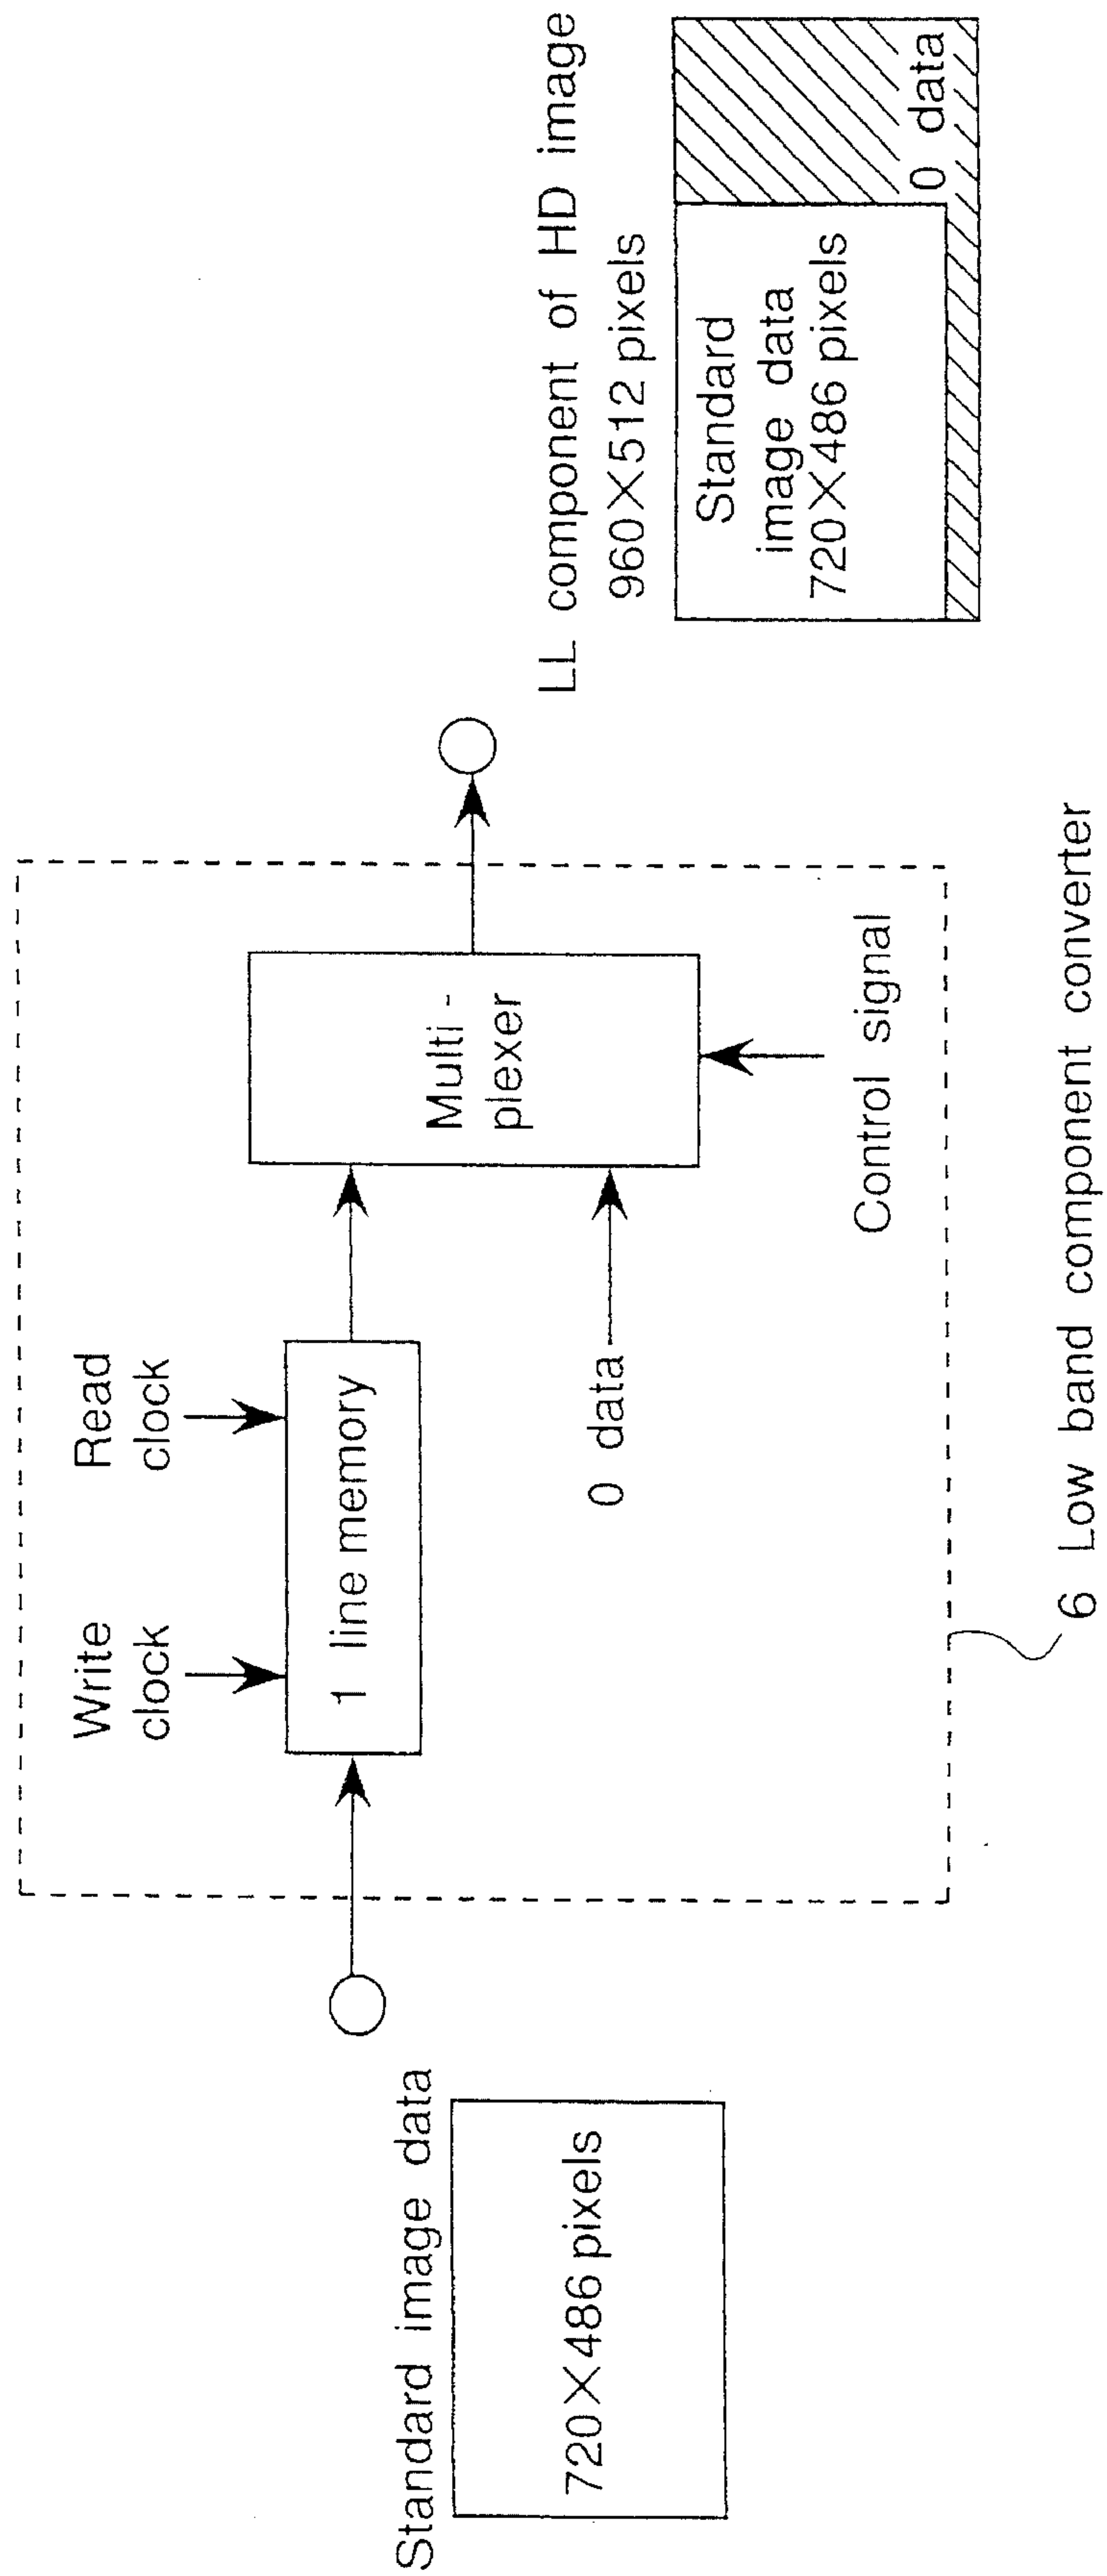 Standard image data
720×486 pixels
Write
clock
Read
clock
1 line memory
0 data
Multi-
plexer
Control signal
6 Low band component converter
LL component of HD image
960×512 pixels
Standard
image data
720×486 pixels
0 data